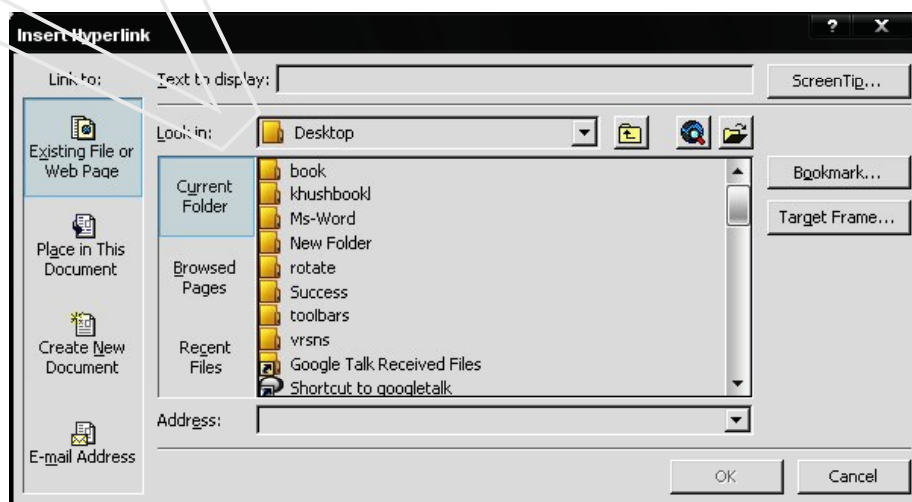 Insert Hyperlink
? X
Link to:
Text to display:
ScreenTip...
Existing File or
Web Page
Look in:
Desktop
Current
Folder
book
khushbookl
Ms-Word
New Folder
rotate
Success
toolbars
vrsns
Google Talk Received Files
Shortcut to googletalk
Bookmark...
Target Frame...
Place in This
Document
Browsed
Pages
Create New
Document
Recent
Files
E-mail Address
Address:
OK
Cancel